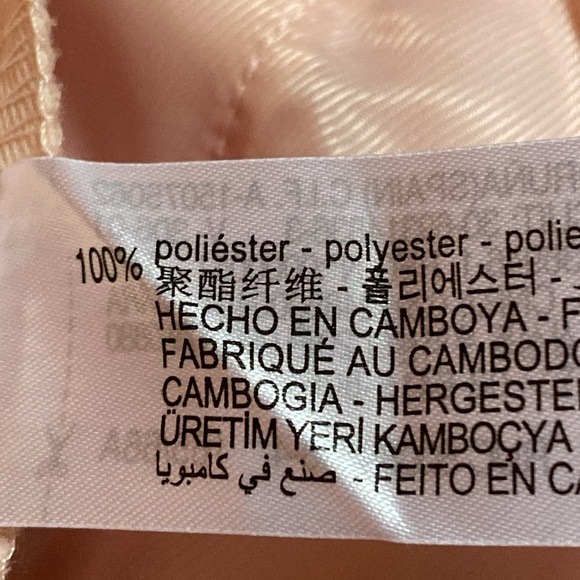 100% poliéster - polyester - polie
聚酯纤维 - 폴리에스터 -
HECHO EN CAMBOYA - F
FABRIQUÉ AU CAMBODG
CAMBOGIA - HERGESTE
ÜRETİM YERİ KAMBOÇYA
صنع في كامبوديا - FEITO EN CA